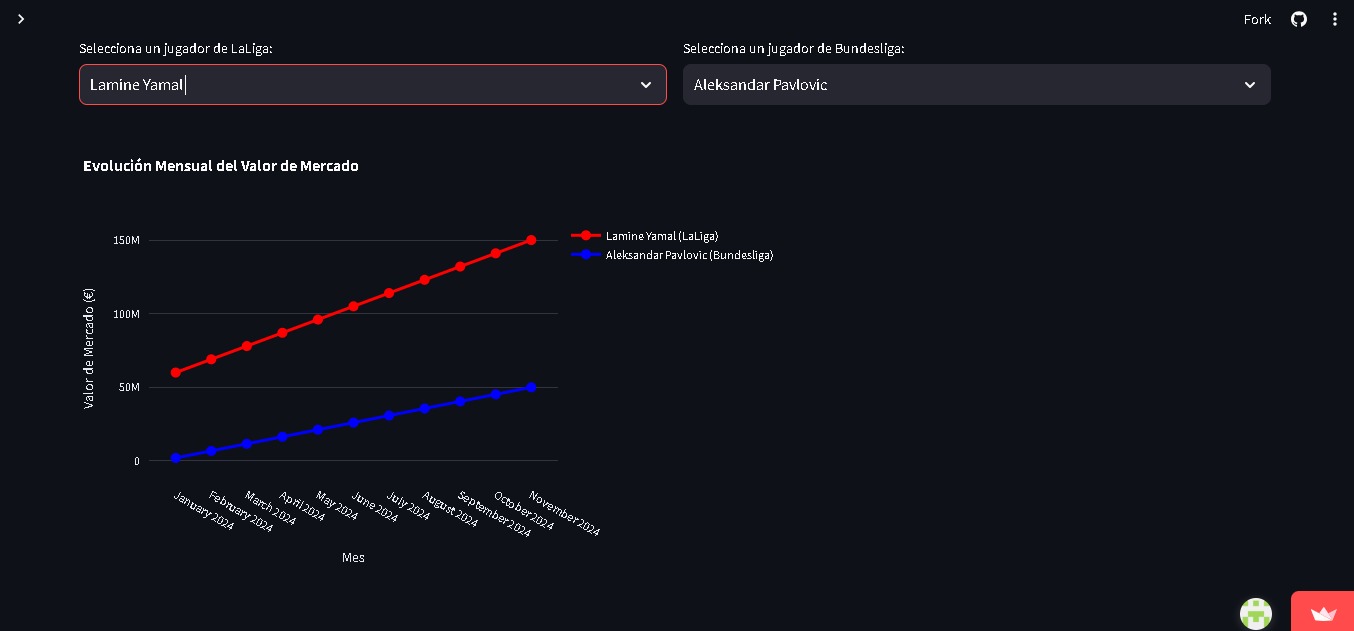 Fork
Selecciona un jugador de LaLiga:
Selecciona un jugador de Bundesliga:
Lamine Yamal
Aleksandar Pavlovic
Evolución Mensual del Valor de Mercado
150M
100M
50M
0
Valor de Mercado (€)
Lamine Yamal (LaLiga)
Aleksandar Pavlovic (Bundesliga)
January 2024
February 2024
March 2024
April 2024
May 2024
June 2024
July 2024
August 2024
September 2024
October 2024
November 2024
Mes